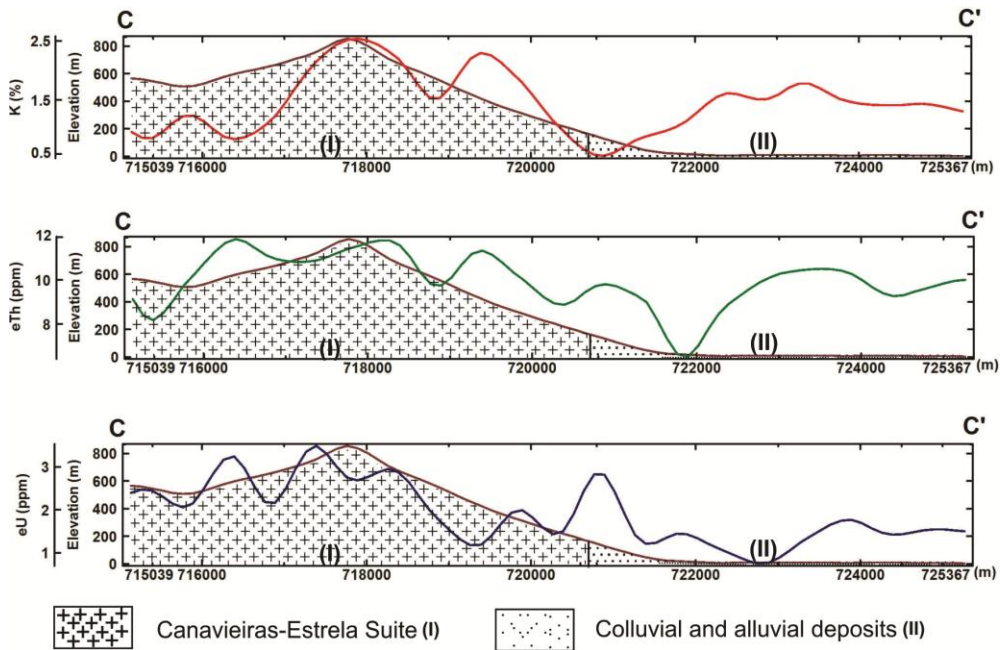 C C'
2.5 800
600
1.5 400
200
0.5 0
K (%) Elevation (m)
(I) (II)
715039 716000 718000 720000 722000 724000 725367 (m)
C C'
12 800
10 600
400
8 200
0
eTh (ppm) Elevation (m)
(I) (II)
715039 716000 718000 720000 722000 724000 725367 (m)
C C'
800
3 600
2 400
200
1 0
eU (ppm) Elevation (m)
(I) (II)
715039 716000 718000 720000 722000 724000 725367 (m)
Canavieiras-Estrela Suite (I) Colluvial and alluvial deposits (II)